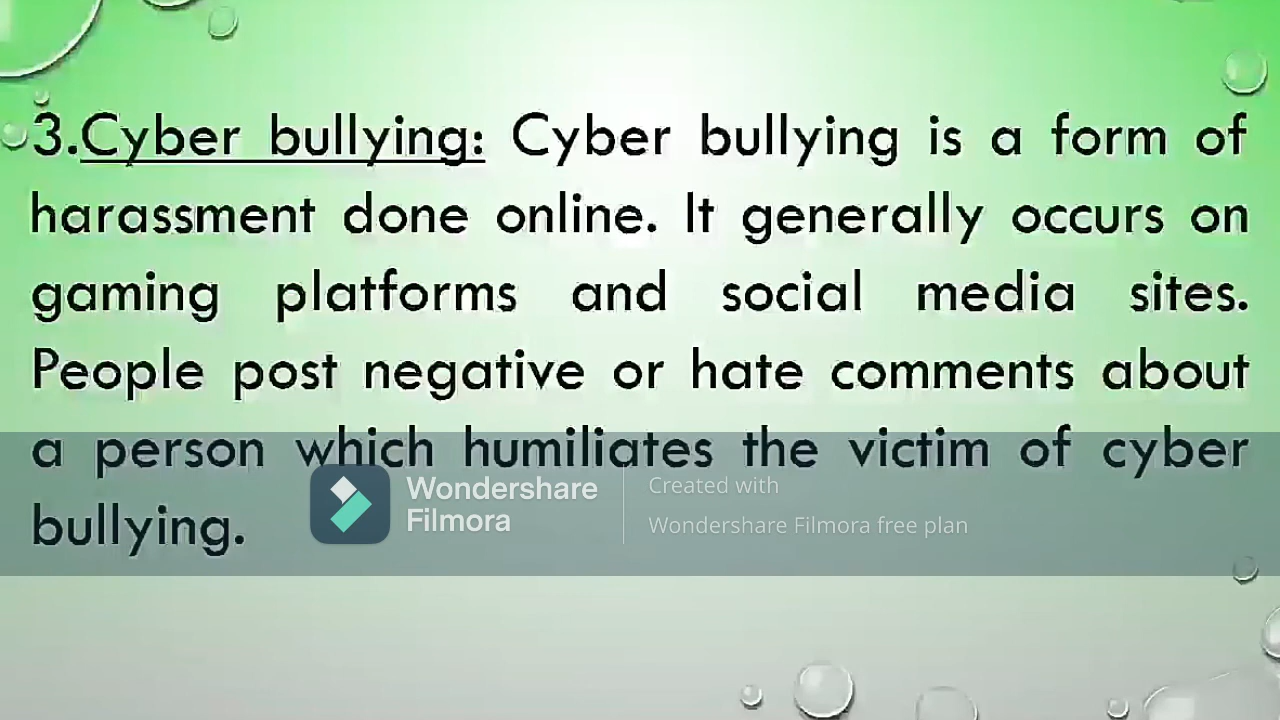 3.Cyber bullying: Cyber bullying is a form of
harassment done online. It generally occurs on
gaming platforms and social media sites.
People post negative or hate comments about
a person which humiliates the victim of cyber
bullying.
Wondershare
Filmora
Created with
Wondershare Filmora free plan